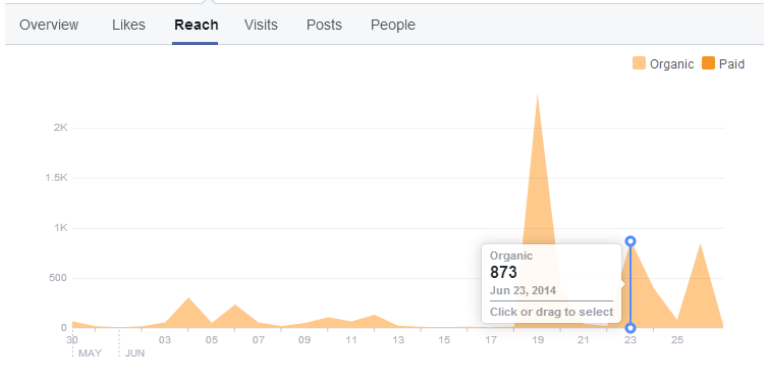 Overview Likes Reach Visits Posts People
Organic Paid
2K
1.5K
1K
500
0
Organic
873
Jun 23, 2014
Click or drag to select
30 03 05 07 09 11 13 15 17 19 21 23 25
MAY JUN